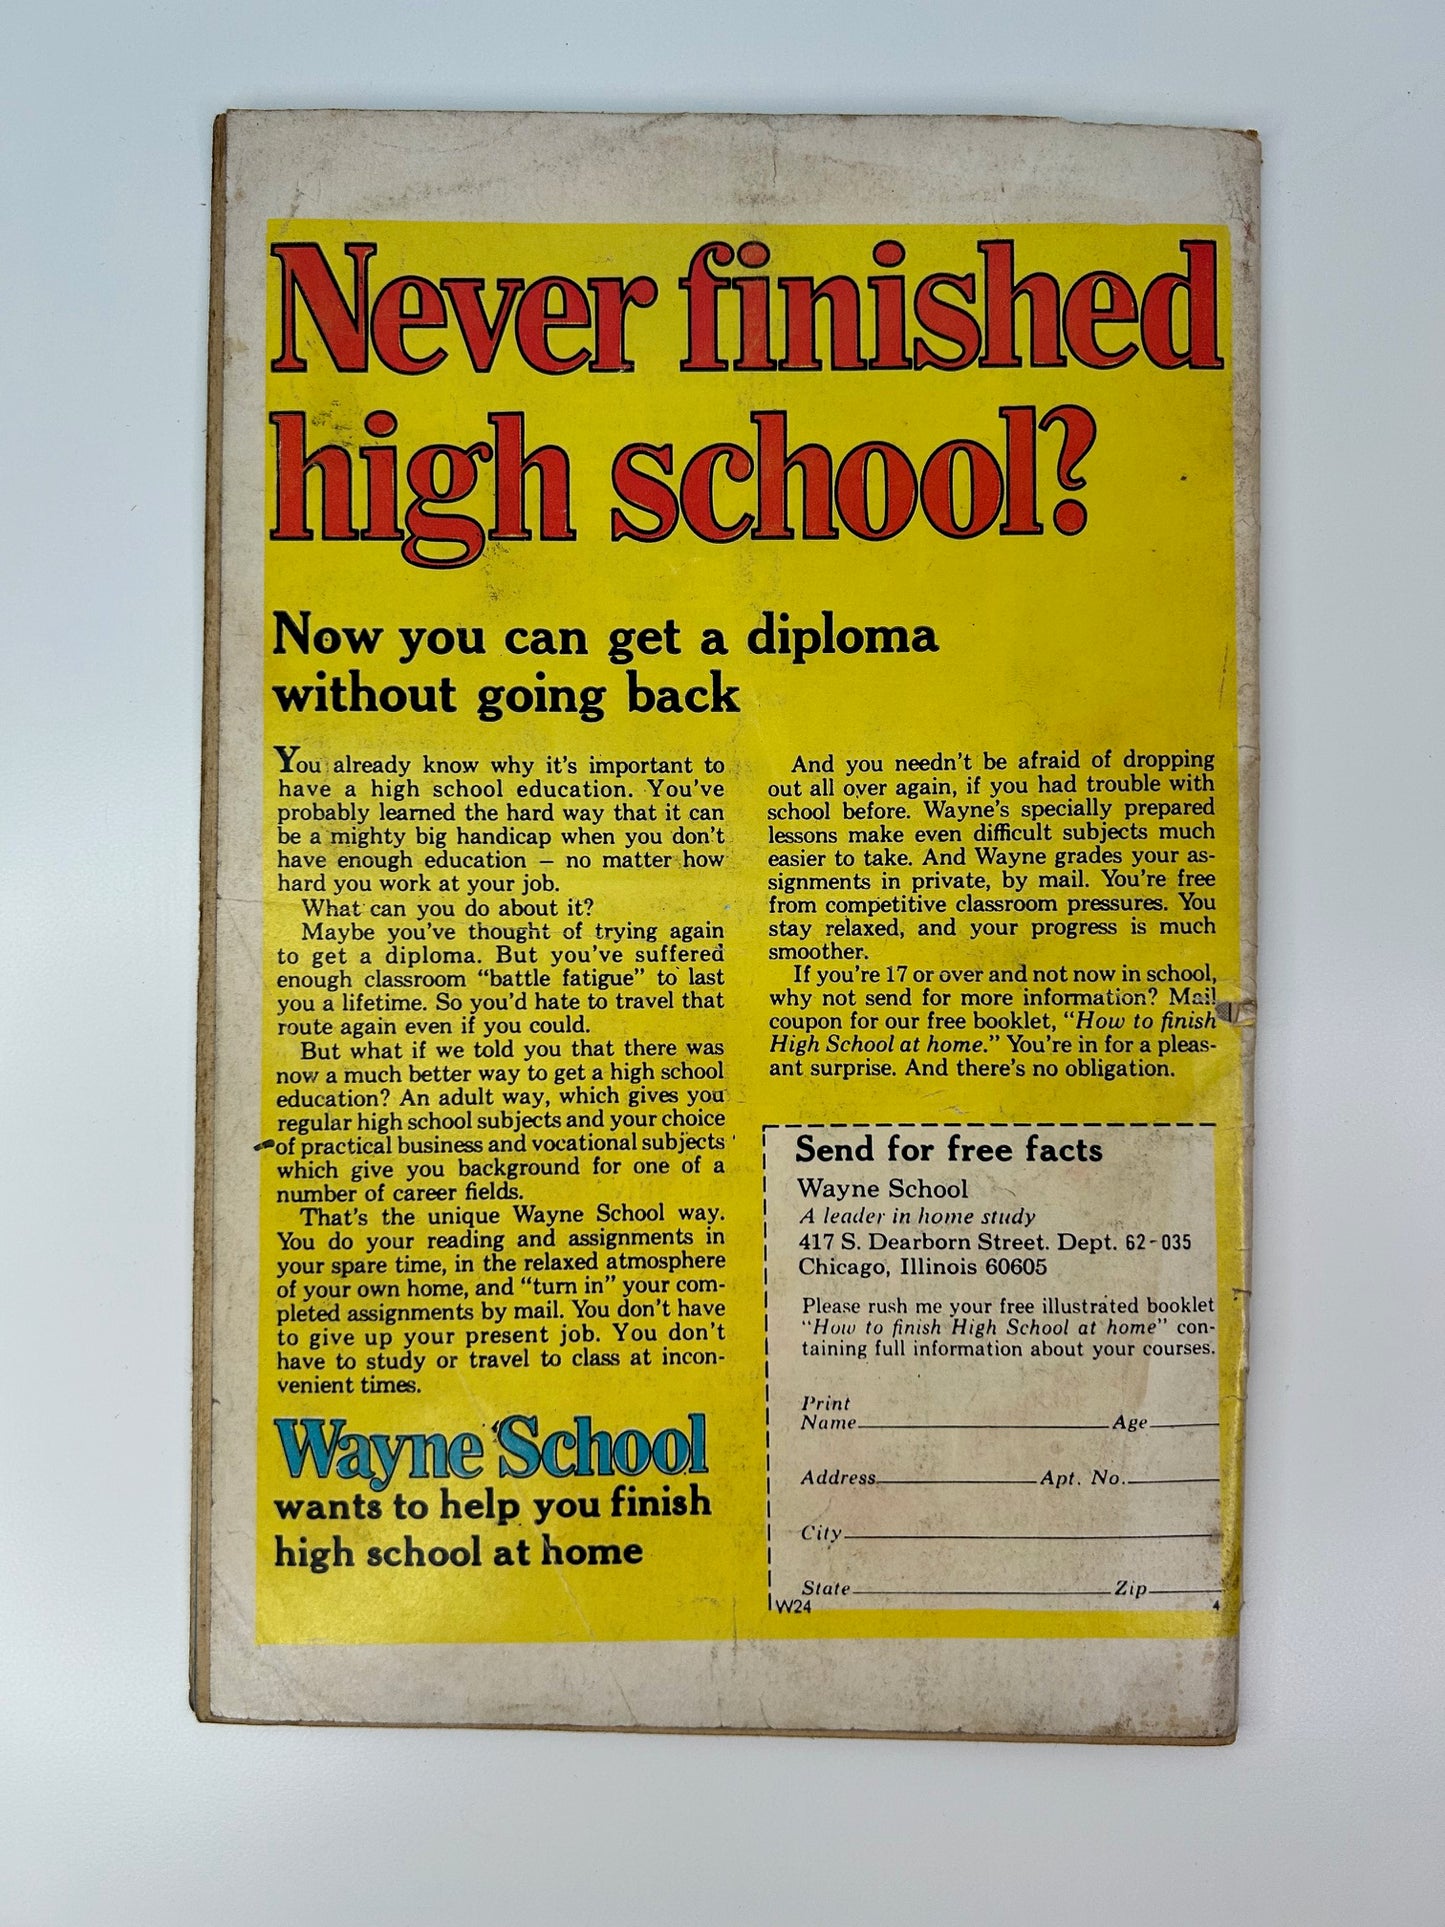 Never finished
high school?
Now you can get a diploma
without going back
You already know why it's important to
have a high school education. You've
probably learned the hard way that it can
be a mighty big handicap when you don't
have enough education – no matter how
hard you work at your job.
What can you do about it?
Maybe you've thought of trying again
to get a diploma. But you've suffered
enough classroom "battle fatigue" to last
you a lifetime. So you'd hate to travel that
route again even if you could.
But what if we told you that there was
now a much better way to get a high school
education? An adult way, which gives you
regular high school subjects and your choice
of practical business and vocational subjects
which give you background for one of a
number of career fields.
That's the unique Wayne School way.
You do your reading and assignments in
your spare time, in the relaxed atmosphere
of your own home, and "turn in" your com-
pleted assignments by mail. You don't have
to give up your present job. You don't
have to study or travel to class at incon-
venient times.
Wayne School
wants to help you finish
high school at home
And you needn't be afraid of dropping
out all over again, if you had trouble with
school before. Wayne's specially prepared
lessons make even difficult subjects much
easier to take. And Wayne grades your as-
signments in private, by mail. You're free
from competitive classroom pressures. You
stay relaxed, and your progress is much
smoother.
If you're 17 or over and not now in school,
why not send for more information? Mail
coupon for our free booklet, "How to finish
High School at home." You're in for a pleas-
ant surprise. And there's no obligation.
Send for free facts
Wayne School
A leader in home study
417 S. Dearborn Street. Dept. 62-035
Chicago, Illinois 60605
Please rush me your free illustrated booklet
"How to finish High School at home" con-
taining full information about your courses.
Print
Name Age
Address Apt. No.
City
State Zip
W24 4